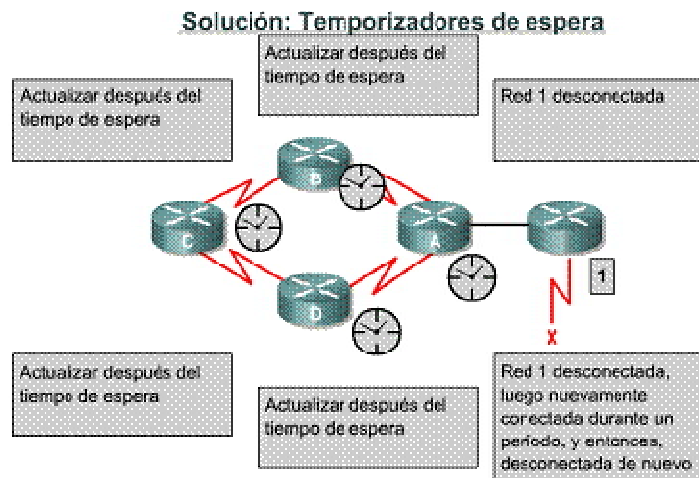 Solución: Temporizadores de espera
Actualizar después del
tiempo de espera
Actualizar después del
tiempo de espera
Red 1 desconectada
B
C
A
D
1
X
Actualizar después del
tiempo de espera
Actualizar después del
tiempo de espera
Red 1 desconectada,
luego nuevamente
conectada durante un
período, y entonces,
desconectada de nuevo